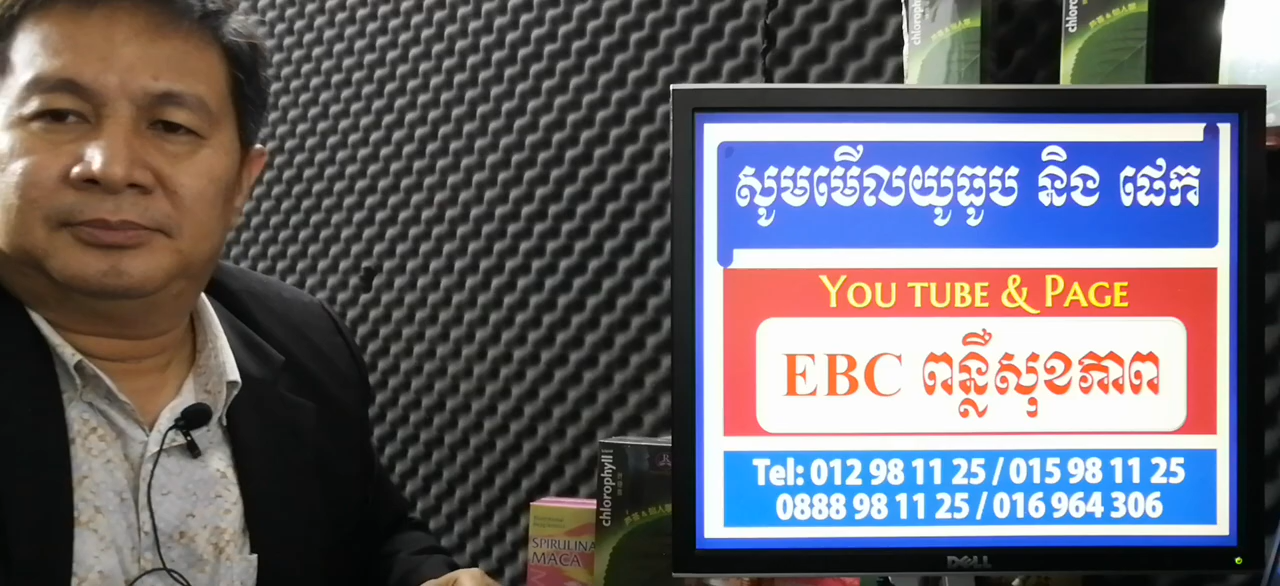 chlorophyll
chlorophyll
សូមមើលយូធូប និង ផេក
YOU TUBE & PAGE
EBC ពន្លឺសុខភាព
Tel: 012 98 11 25 / 015 98 11 25
0888 98 11 25 / 016 964 306
chlorophyll
SPIRULINA
MACA
DELL